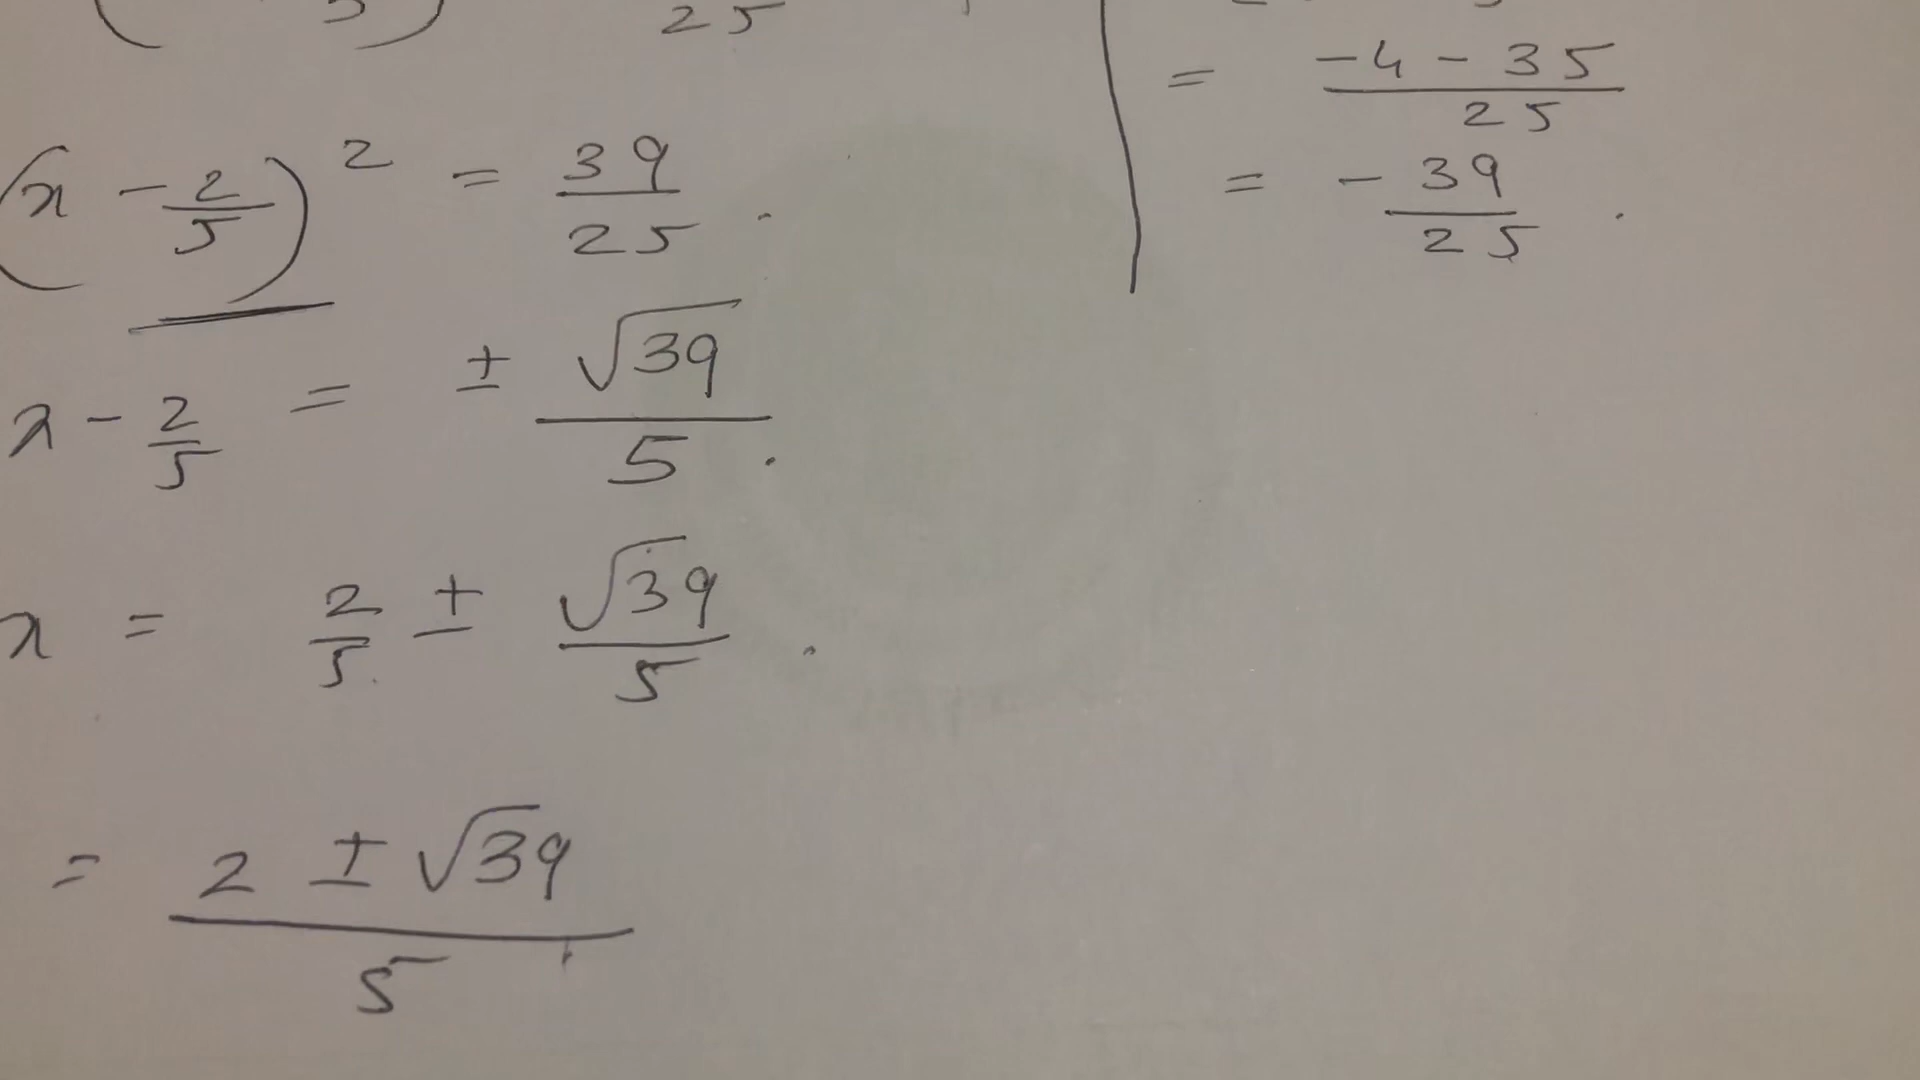 25
(x - 2/5)² = 39/25 .
x - 2/5 = ± √39/5 .
x = 2/5 ± √39/5 .
= (2 ± √39)/5
= (-4 - 35)/25
= - 39/25 .